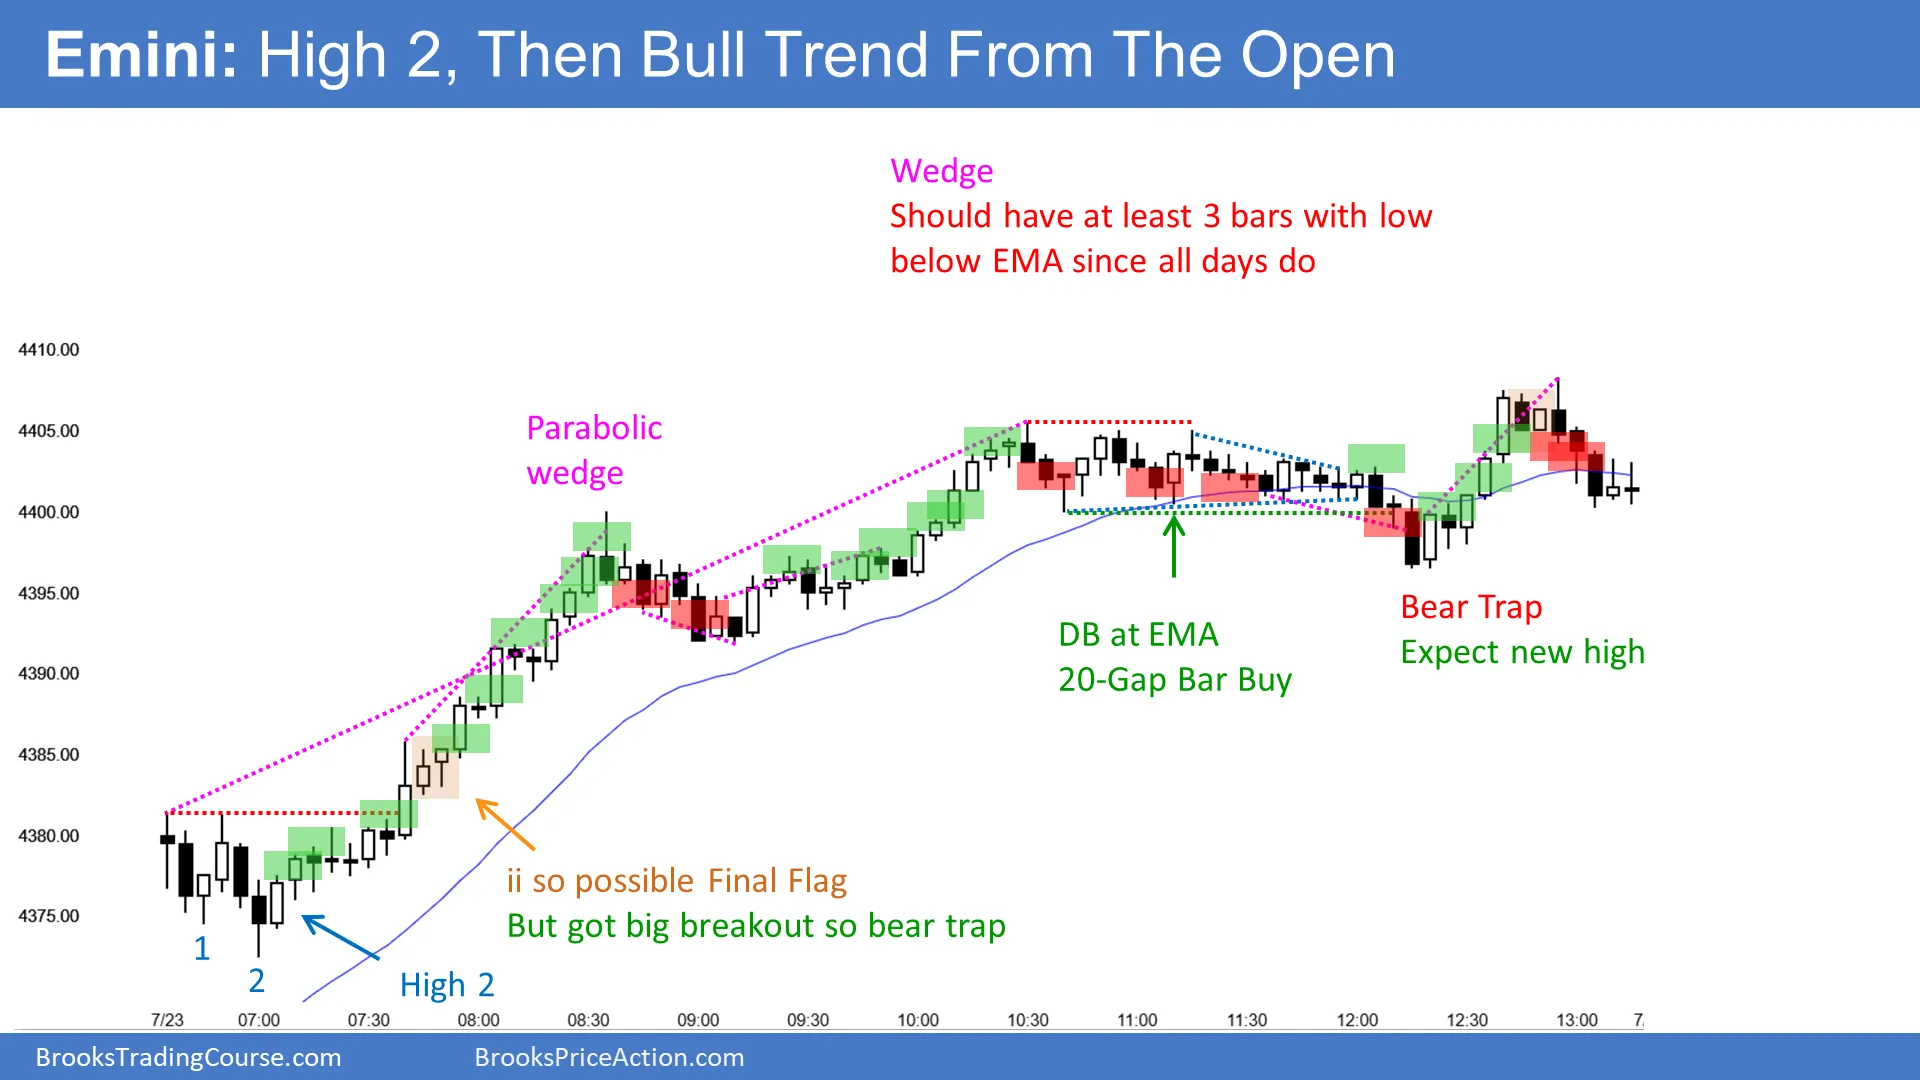 Emini: High 2, Then Bull Trend From The Open
Wedge
Should have at least 3 bars with low
below EMA since all days do
4410.00
4405.00
4400.00
4395.00
4390.00
4385.00
4380.00
4375.00
Parabolic
wedge
DB at EMA
20-Gap Bar Buy
Bear Trap
Expect new high
ii so possible Final Flag
But got big breakout so bear trap
1
2
High 2
7/23 07:00 07:30 08:00 08:30 09:00 09:30 10:00 10:30 11:00 11:30 12:00 12:30 13:00 7/
BrooksTradingCourse.com
BrooksPriceAction.com